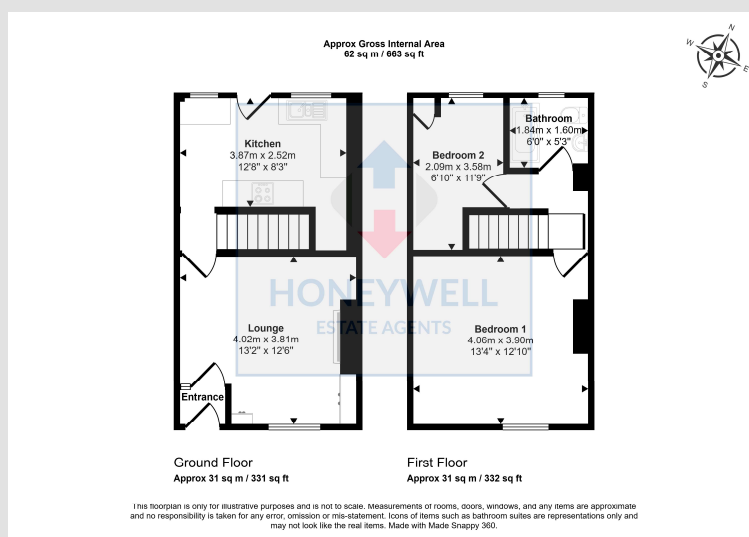 Approx Gross Internal Area
62 sq m / 663 sq ft
N
W
E
S
Kitchen
3.87m x 2.52m
12'8" x 8'3"
Bedroom 2
2.09m x 3.58m
6'10" x 11'9"
Bathroom
1.84m x 1.60m
6'0" x 5'3"
HONEYWELL
ESTATE AGENTS
Lounge
4.02m x 3.81m
13'2" x 12'6"
Bedroom 1
4.06m x 3.90m
13'4" x 12'10"
Entrance
Ground Floor
Approx 31 sq m / 331 sq ft
First Floor
Approx 31 sq m / 332 sq ft
This floorplan is only for illustrative purposes and is not to scale. Measurements of rooms, doors, windows, and any items are approximate
and no responsibility is taken for any error, omission or mis-statement. Icons of items such as bathroom suites are representations only and
may not look like the real items. Made with Made Snappy 360.